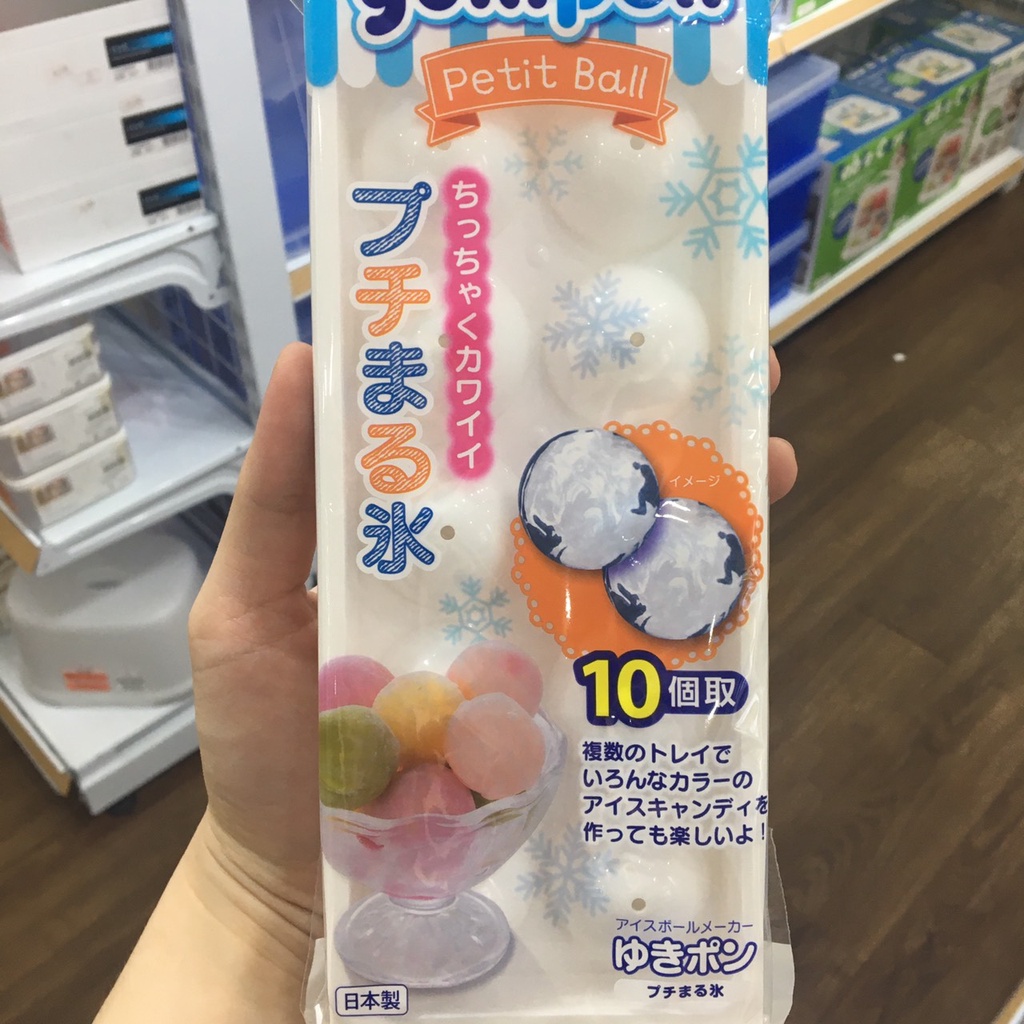 Petit Ball
ちっちゃくカワイイ
プチまる氷
イメージ
10個取
複数のトレイで
いろんなカラーの
アイスキャンディを
作っても楽しいよ!
アイスボールメーカー
ゆきポン
プチまる氷
日本製